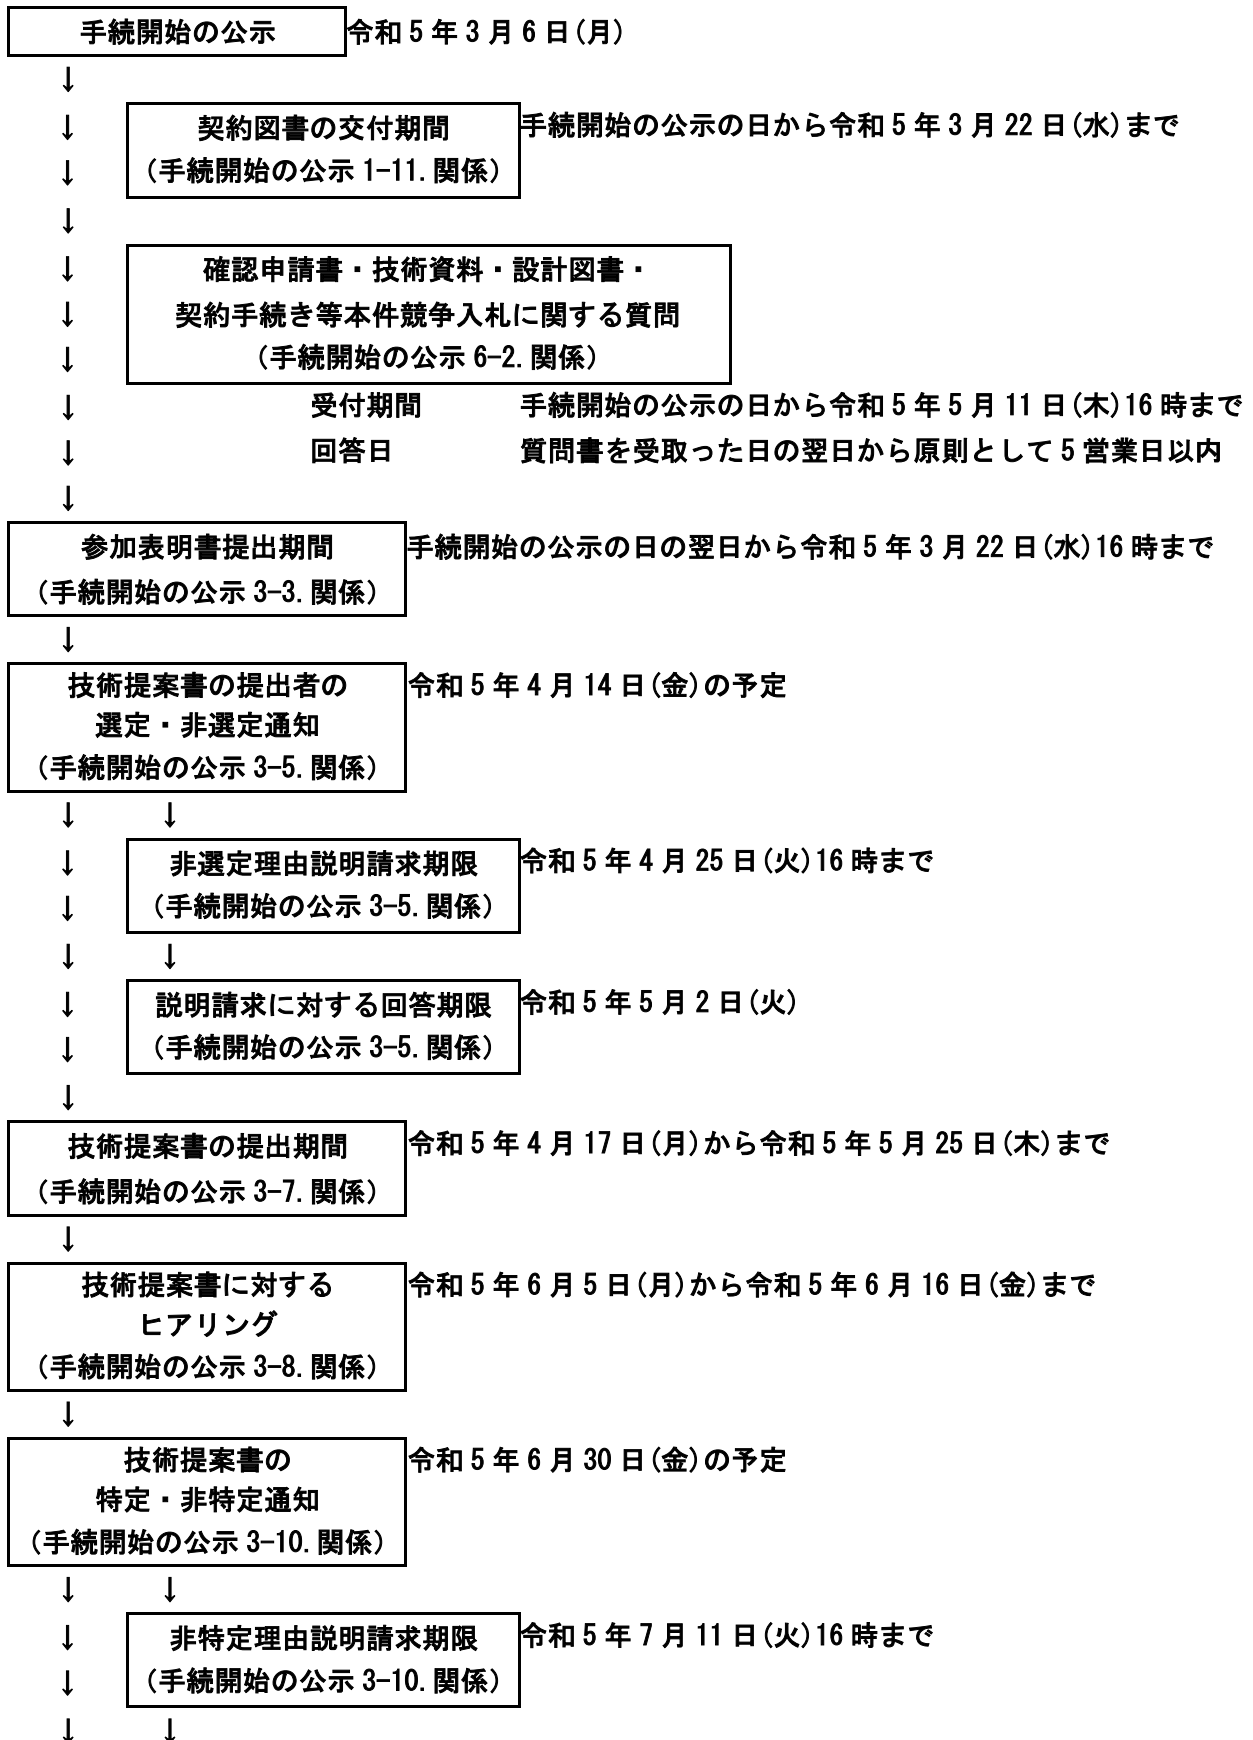 手続開始の公示 令和5年3月6日(月)
↓
↓ 契約図書の交付期間 手続開始の公示の日から令和5年3月22日(水)まで
↓ (手続開始の公示1-11.関係)
↓
↓ 確認申請書・技術資料・設計図書・
↓ 契約手続き等本件競争入札に関する質問
↓ (手続開始の公示6-2.関係)
↓ 受付期間 手続開始の公示の日から令和5年5月11日(木)16時まで
↓ 回答日 質問書を受取った日の翌日から原則として5営業日以内
↓
参加表明書提出期間 手続開始の公示の日の翌日から令和5年3月22日(水)16時まで
(手続開始の公示3-3.関係)
↓
技術提案書の提出者の 令和5年4月14日(金)の予定
選定・非選定通知
(手続開始の公示3-5.関係)
↓ ↓
↓ 非選定理由説明請求期限 令和5年4月25日(火)16時まで
↓ (手続開始の公示3-5.関係)
↓ ↓
↓ 説明請求に対する回答期限 令和5年5月2日(火)
↓ (手続開始の公示3-5.関係)
↓
技術提案書の提出期間 令和5年4月17日(月)から令和5年5月25日(木)まで
(手続開始の公示3-7.関係)
↓
技術提案書に対する 令和5年6月5日(月)から令和5年6月16日(金)まで
ヒアリング
(手続開始の公示3-8.関係)
↓
技術提案書の 令和5年6月30日(金)の予定
特定・非特定通知
(手続開始の公示3-10.関係)
↓ ↓
↓ 非特定理由説明請求期限 令和5年7月11日(火)16時まで
↓ (手続開始の公示3-10.関係)
↓ ↓